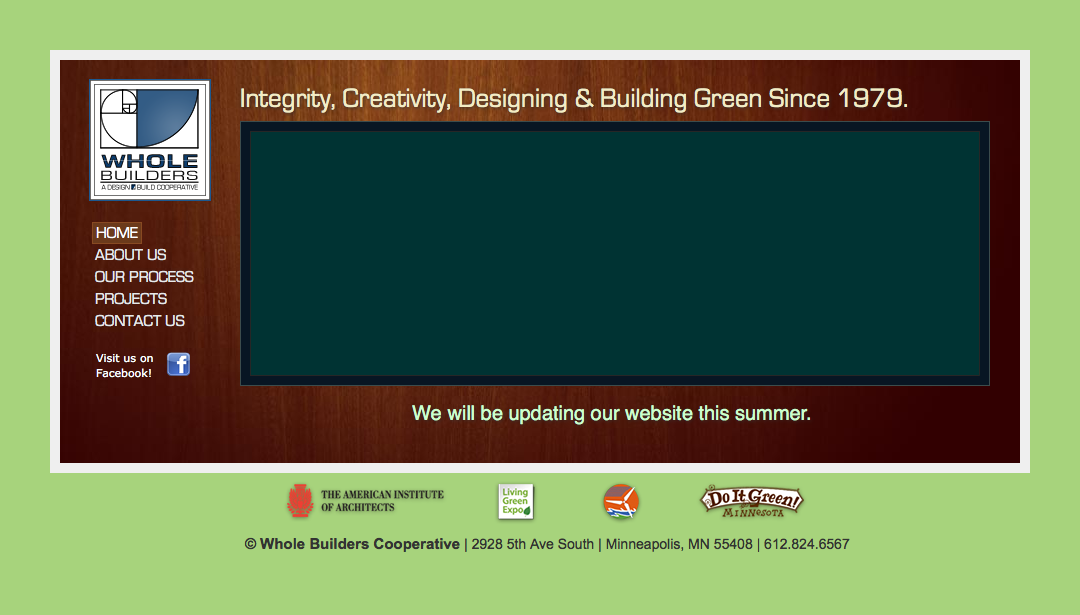 Integrity, Creativity, Designing & Building Green Since 1979.
WHOLE
BUILDERS
A DESIGN BUILD COOPERATIVE
HOME
ABOUT US
OUR PROCESS
PROJECTS
CONTACT US
Visit us on
Facebook!
f
We will be updating our website this summer.
THE AMERICAN INSTITUTE
OF ARCHITECTS
Living
Green
Expo
Do It Green!
MINNESOTA
© Whole Builders Cooperative | 2928 5th Ave South | Minneapolis, MN 55408 | 612.824.6567